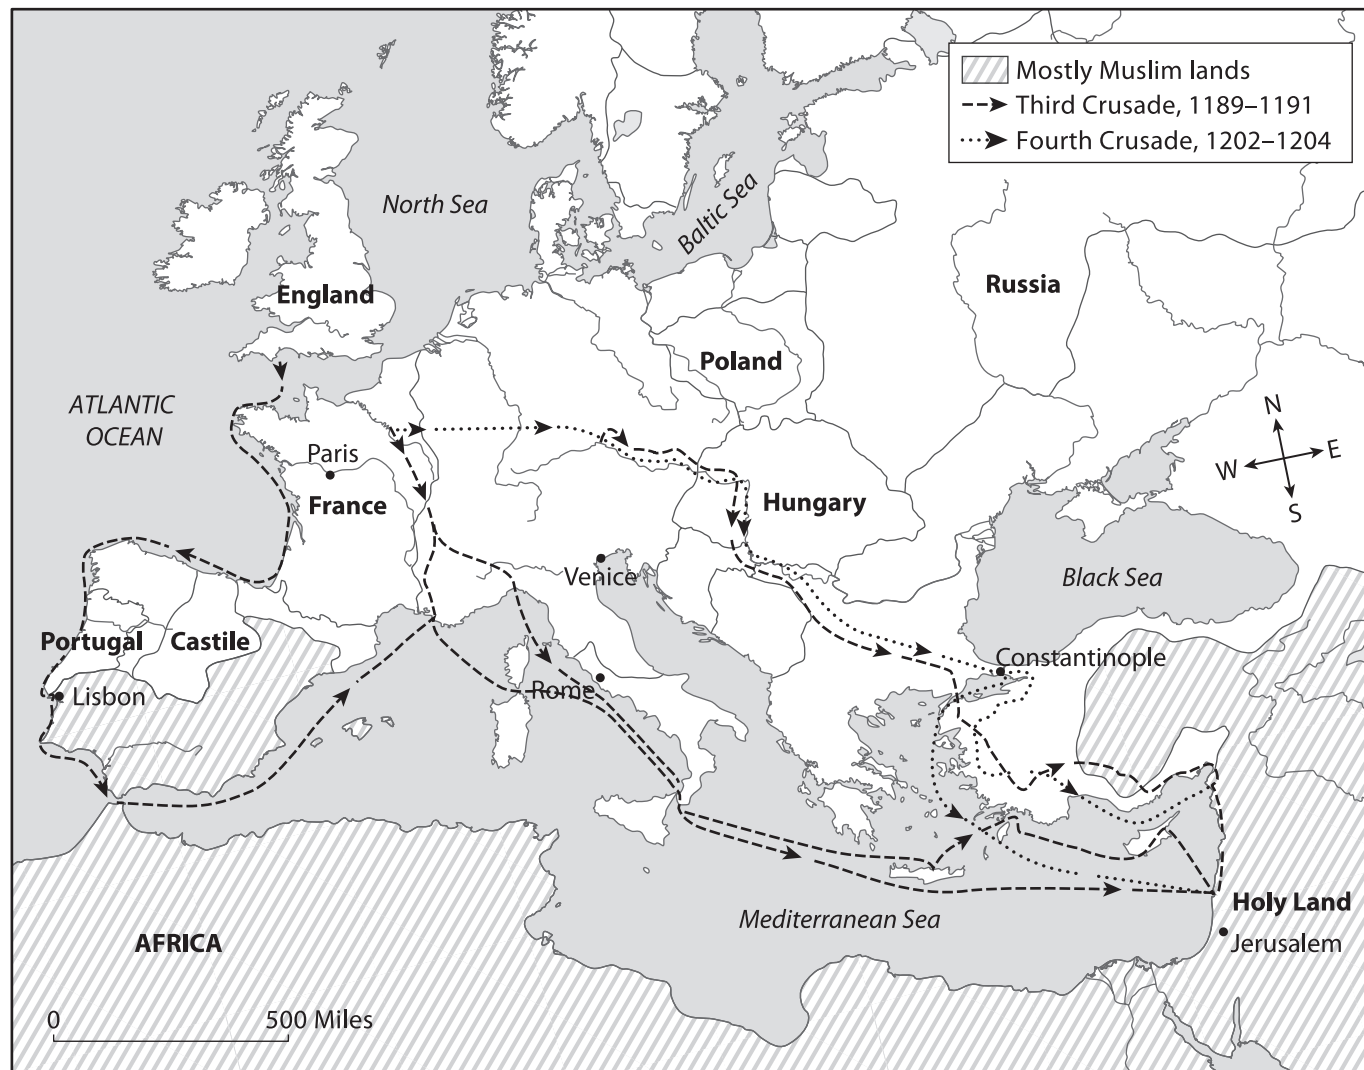 Mostly Muslim lands
Third Crusade, 1189–1191
Fourth Crusade, 1202–1204
North Sea
Baltic Sea
England
Russia
Poland
ATLANTIC
OCEAN
N
W E
S
Paris
France
Hungary
Venice
Black Sea
Portugal
Castile
Constantinople
Lisbon
Rome
Mediterranean Sea
Holy Land
Jerusalem
AFRICA
0 500 Miles